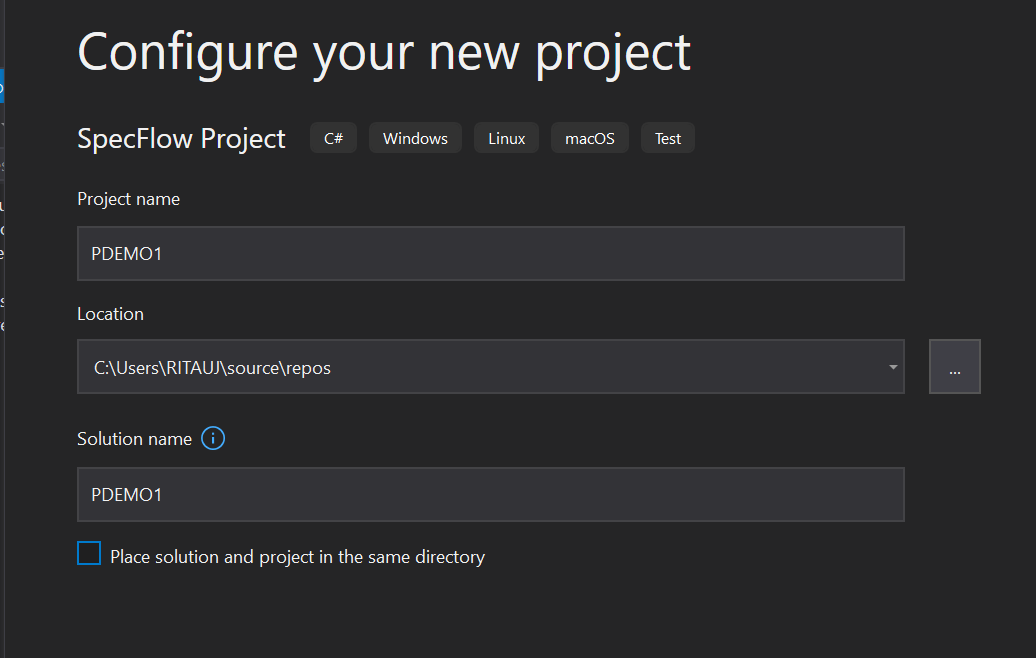 Configure your new project
SpecFlow Project C# Windows Linux macOS Test
Project name
PDEMO1
Location
C:\Users\RITAUJ\source\repos
...
Solution name
PDEMO1
Place solution and project in the same directory